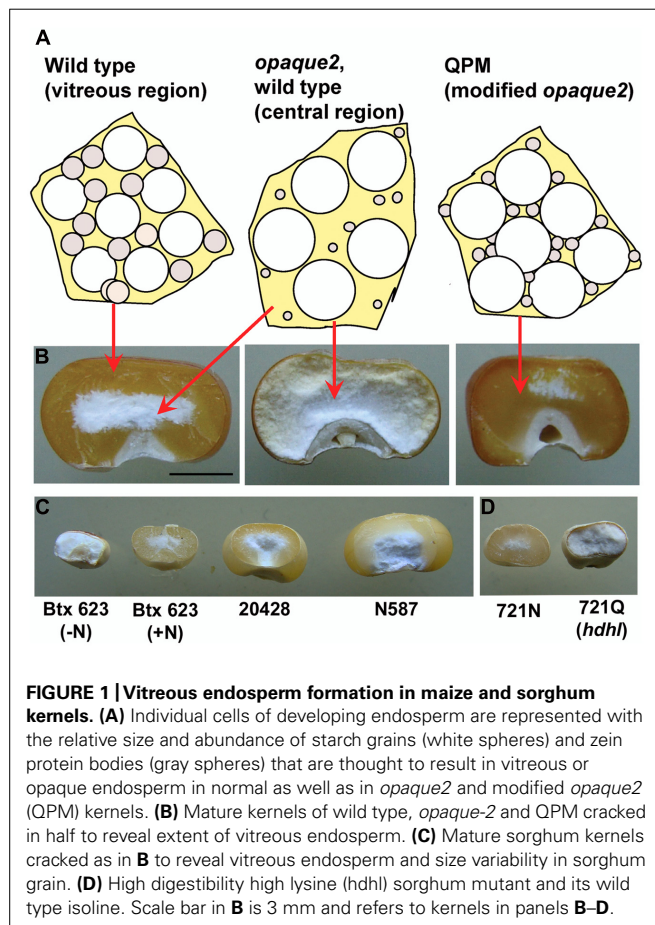 A
Wild type
(vitreous region)
opaque2,
wild type
(central region)
QPM
(modified opaque2)
B
C
Btx 623
(-N)
Btx 623
(+N)
20428
N587
D
721N
721Q
(hdhl)
FIGURE 1 | Vitreous endosperm formation in maize and sorghum
kernels. (A) Individual cells of developing endosperm are represented with
the relative size and abundance of starch grains (white spheres) and zein
protein bodies (gray spheres) that are thought to result in vitreous or
opaque endosperm in normal as well as in opaque2 and modified opaque2
(QPM) kernels. (B) Mature kernels of wild type, opaque-2 and QPM cracked
in half to reveal extent of vitreous endosperm. (C) Mature sorghum kernels
cracked as in B to reveal vitreous endosperm and size variability in sorghum
grain. (D) High digestibility high lysine (hdhl) sorghum mutant and its wild
type isoline. Scale bar in B is 3 mm and refers to kernels in panels B–D.